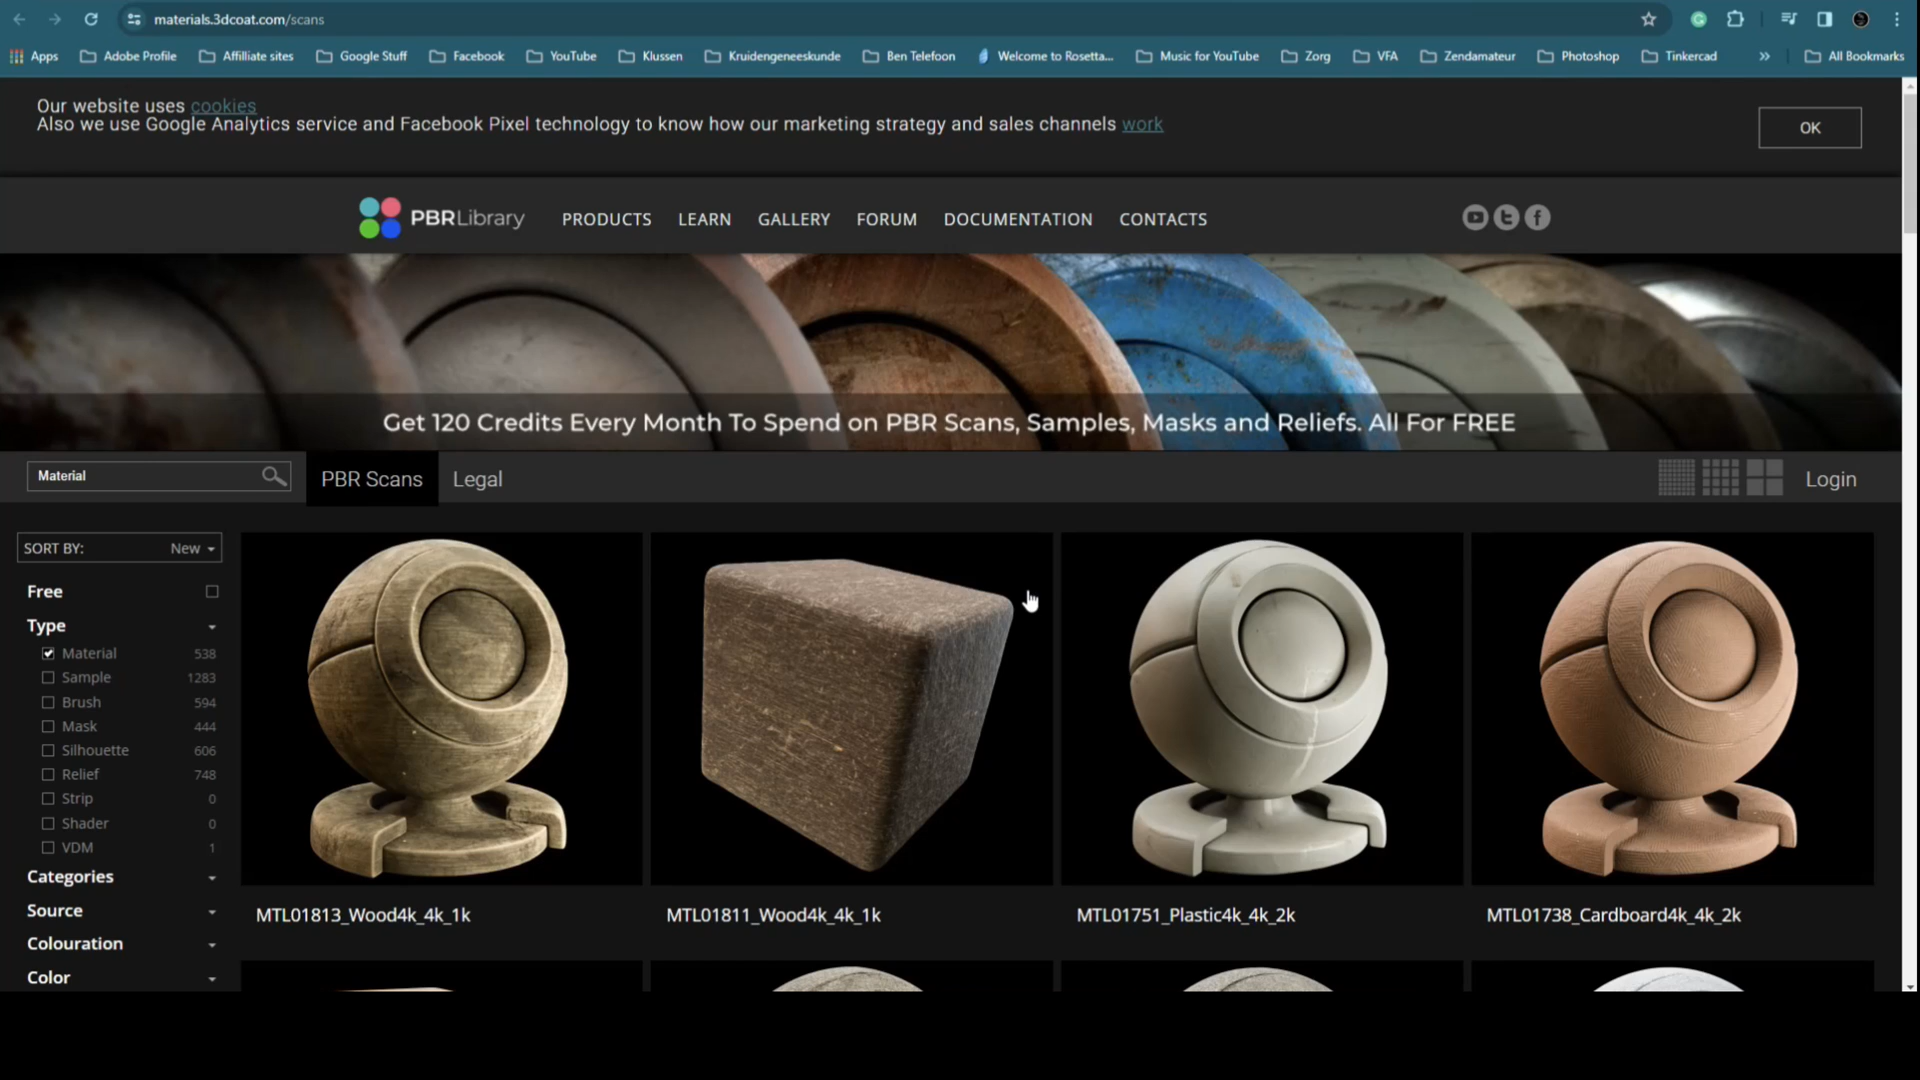 materials.3dcoat.com/scans
Apps Adobe Profile Affilliate sites Google Stuff Facebook YouTube Klussen Kruidengeneeskunde Ben Telefoon Welcome to Rosetta... Music for YouTube Zorg VFA Zendamateur Photoshop Tinkercad » All Bookmarks
Our website uses cookies
Also we use Google Analytics service and Facebook Pixel technology to know how our marketing strategy and sales channels work
OK
PBRLibrary PRODUCTS LEARN GALLERY FORUM DOCUMENTATION CONTACTS
Get 120 Credits Every Month To Spend on PBR Scans, Samples, Masks and Reliefs. All For FREE
Material PBR Scans Legal Login
SORT BY: New
Free
Type
Material 538
Sample 1283
Brush 594
Mask 444
Silhouette 606
Relief 748
Strip 0
Shader 0
VDM 1
Categories
Source
Colouration
Color
MTL01813_Wood4k_4k_1k
MTL01811_Wood4k_4k_1k
MTL01751_Plastic4k_4k_2k
MTL01738_Cardboard4k_4k_2k